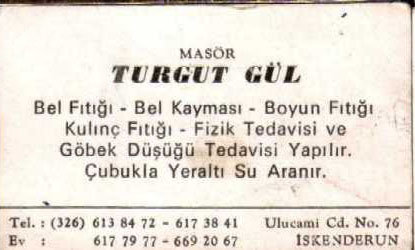 MASÖR
TURGUT GÜL
Bel Fıtığı - Bel Kayması - Boyun Fıtığı
Kulınç Fıtığı - Fizik Tedavisi ve
Göbek Düşüğü Tedavisi Yapılır.
Çubukla Yeraltı Su Aranır.
Tel. : (326) 613 84 72 - 617 38 41 Ulucami Cd. No. 76
Ev : 617 79 77 - 669 20 67 İSKENDERUN